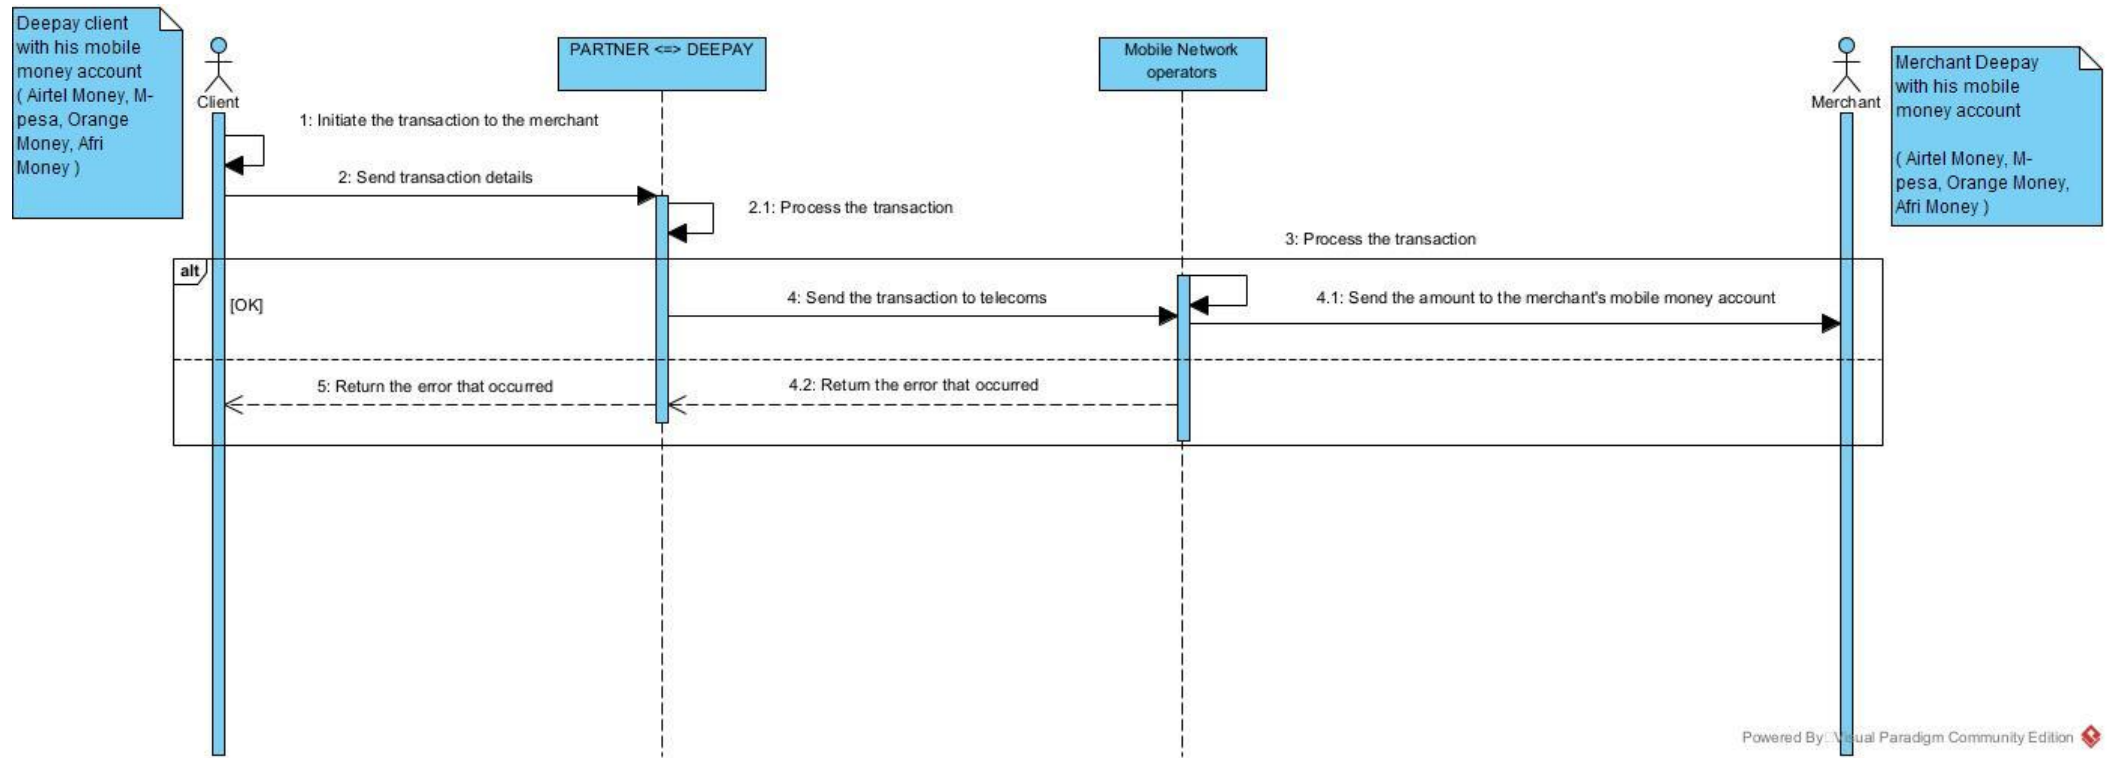 Deepay client
with his mobile
money account
( Airtel Money, M-
pesa, Orange
Money, Afri
Money )
Client
PARTNER <=> DEEPAY
Mobile Network
operators
Merchant
Merchant Deepay
with his mobile
money account
( Airtel Money, M-
pesa, Orange Money,
Afri Money )
1: Initiate the transaction to the merchant
2: Send transaction details
2.1: Process the transaction
3: Process the transaction
alt
[OK]
4: Send the transaction to telecoms
4.1: Send the amount to the merchant's mobile money account
5: Return the error that occurred
4.2: Return the error that occurred
Powered By Visual Paradigm Community Edition